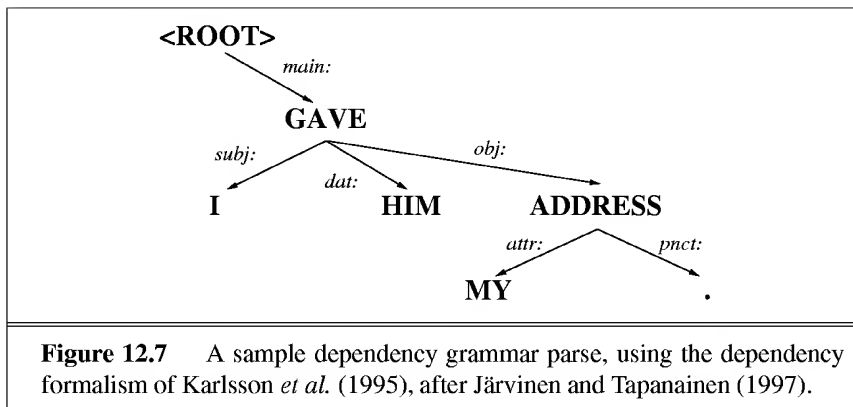 <ROOT>
main:
GAVE
subj: dat: obj:
I HIM ADDRESS
attr: pnct:
MY .
Figure 12.7 A sample dependency grammar parse, using the dependency
formalism of Karlsson et al. (1995), after Järvinen and Tapanainen (1997).